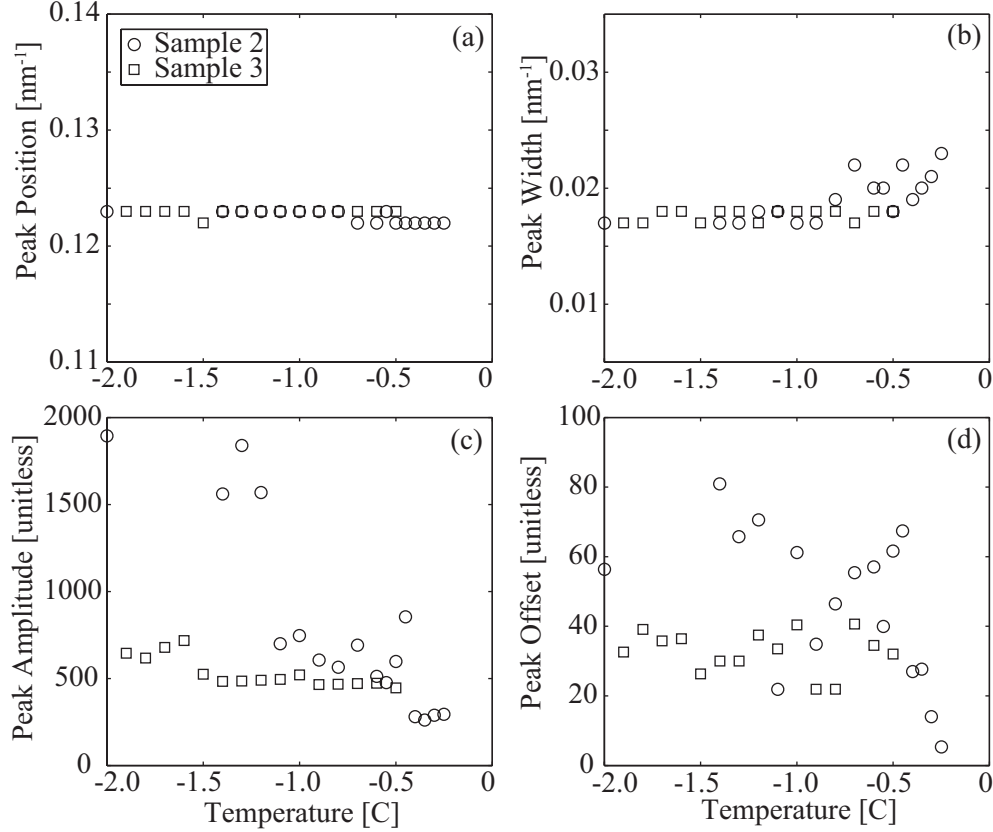 0.14
0.13
0.12
0.11
Peak Position [nm⁻¹]
Sample 2
Sample 3
(a)
-2.0 -1.5 -1.0 -0.5 0
0.03
0.02
0.01
Peak Width [nm⁻¹]
(b)
-2.0 -1.5 -1.0 -0.5 0
2000
1500
1000
500
0
Peak Amplitude [unitless]
(c)
-2.0 -1.5 -1.0 -0.5 0
Temperature [C]
100
80
60
40
20
0
Peak Offset [unitless]
(d)
-2.0 -1.5 -1.0 -0.5 0
Temperature [C]